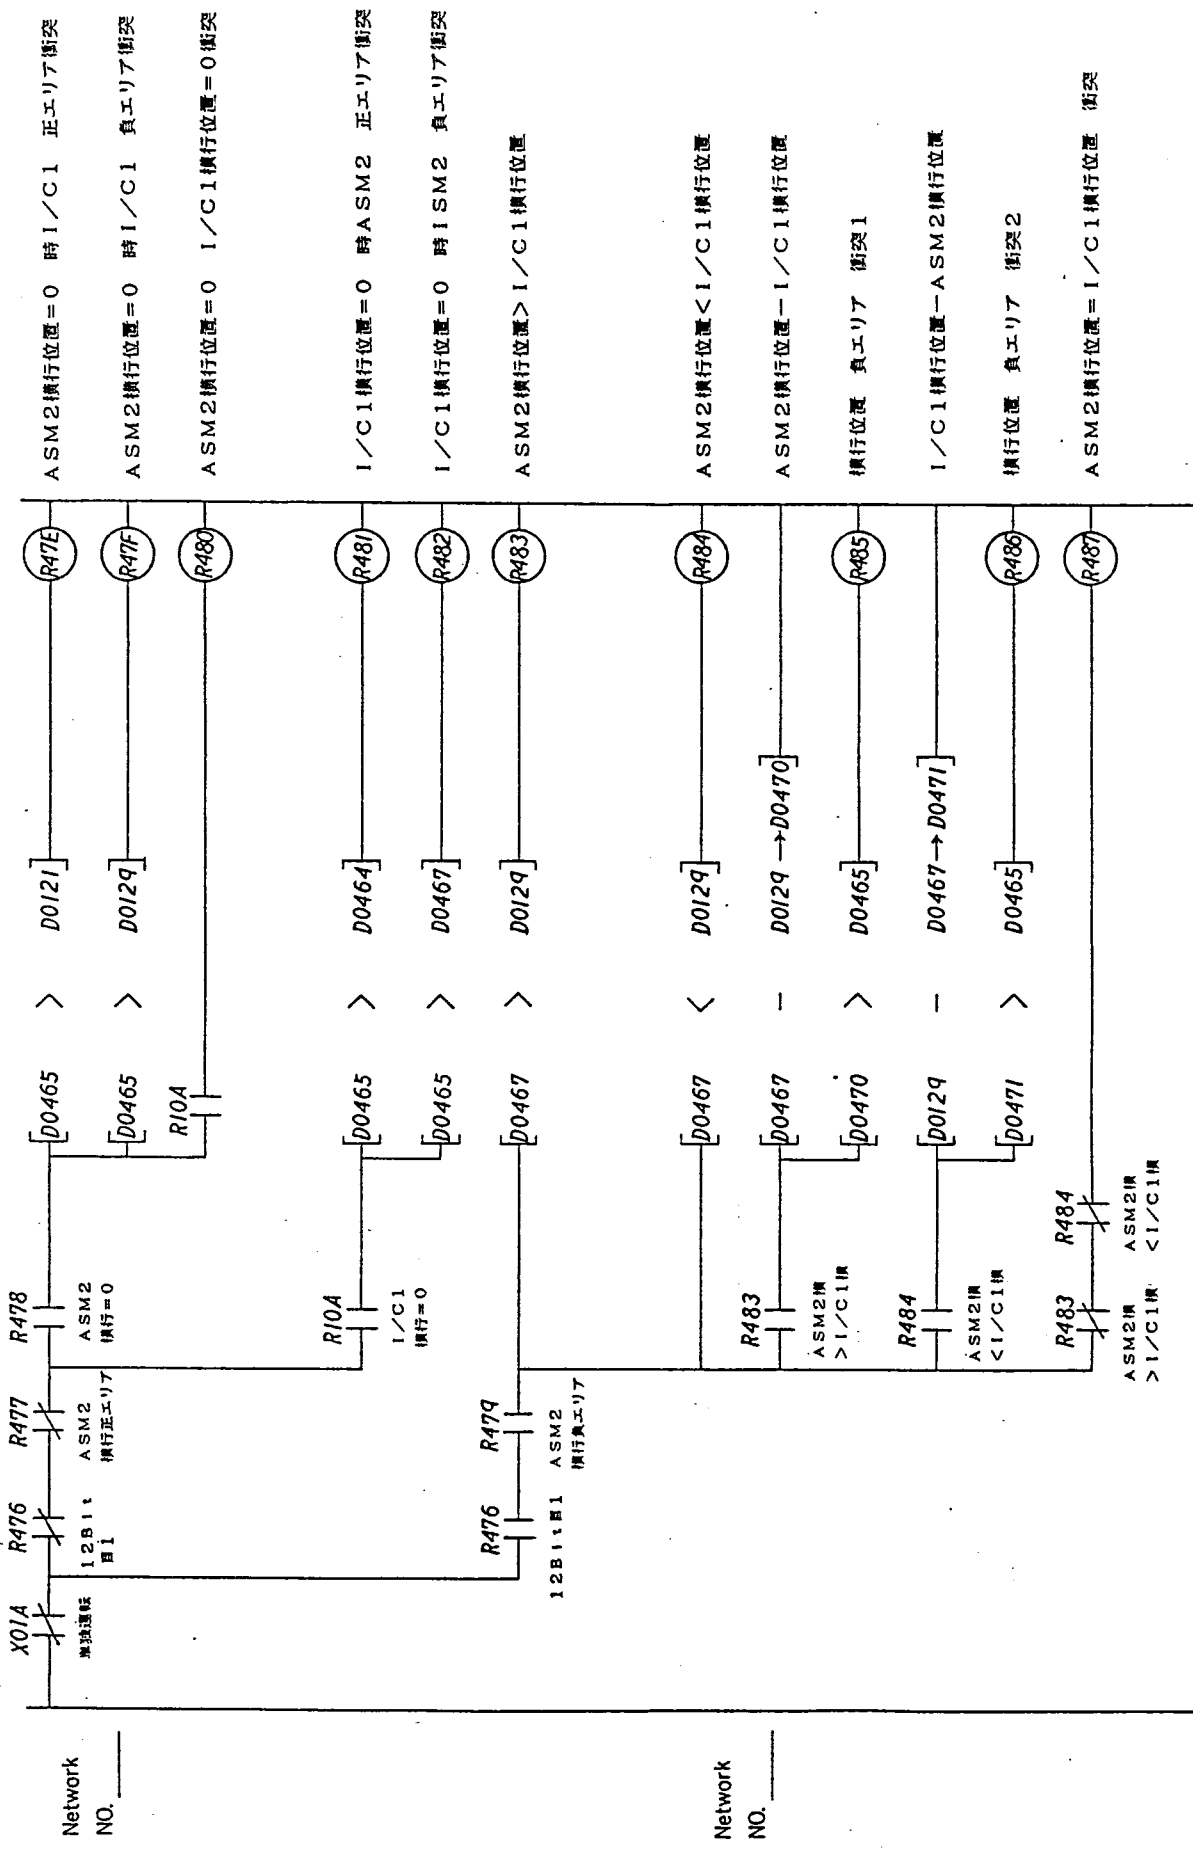 Network
NO.
X01A
単独運転
R476
12Bit
目1
R477
ASM2
横行正エリア
R478
ASM2
横行=0
[D0465 > D0121]
R47E
ASM2横行位置=0 時I/C1 正エリア衝突
[D0465 > D0129]
R47F
ASM2横行位置=0 時I/C1 負エリア衝突
R10A
R480
ASM2横行位置=0 I/C1横行位置=0衝突
R10A
I/C1
横行=0
[D0465 > D0464]
R481
I/C1横行位置=0 時ASM2 正エリア衝突
[D0465 > D0467]
R482
I/C1横行位置=0 時ISM2 負エリア衝突
R476
12Bit目1
R479
ASM2
横行負エリア
[D0467 > D0129]
R483
ASM2横行位置>I/C1横行位置
Network
NO.
[D0467 < D0129]
R484
ASM2横行位置<I/C1横行位置
R483
ASM2横
>I/C1横
[D0467 - D0129→D0470]
ASM2横行位置-I/C1横行位置
[D0470 > D0465]
R485
横行位置 負エリア 衝突1
R484
ASM2横
<I/C1横
[D0129 - D0467→D0471]
I/C1横行位置-ASM2横行位置
[D0471 > D0465]
R486
横行位置 負エリア 衝突2
R483
ASM2横
>I/C1横
R484
ASM2横
<I/C1横
R487
ASM2横行位置=I/C1横行位置 衝突